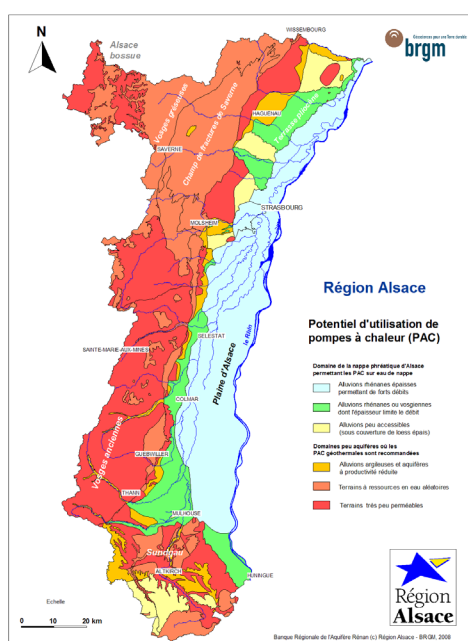 WISSEMBOURG
N
Alsace
bossue
Géosciences pour une Terre durable
brgm
HAGUENAU
Vosges gréseuse
Champ de fractures de Saverne
SAVERNE
STRASBOURG
MOLSHEIM
Région Alsace
le Rhin
Potentiel d'utilisation de
pompes à chaleur (PAC)
SELESTAT
SAINTE-MARIE-AUX-MINES
Plaine d'Alsace
Domaine de la nappe phréatique d'Alsace
permettant les PAC sur eau de nappe
Alluvions rhénanes épaisses
permettant de forts débits
COLMAR
Alluvions rhénanes ou vosgiennes
dont l'épaisseur limite le débit
Alluvions peu accessibles
(sous couverture de loess épais)
Vosges anciennes
GUEBWILLER
Domaines peu aquifères où les
PAC géothermales sont recommandées
Alluvions argileuses et aquifères
à productivité réduite
THANN
Terrains à ressources en eau aléatoires
MULHOUSE
Terrains très peu perméables
Sundgau
ALTKIRCH
HUNINGUE
Echelle
0 10 20 km
Région
Alsace
Banque Régionale de l'Aquifère Rhénan (c) Région Alsace - BRGM, 2008